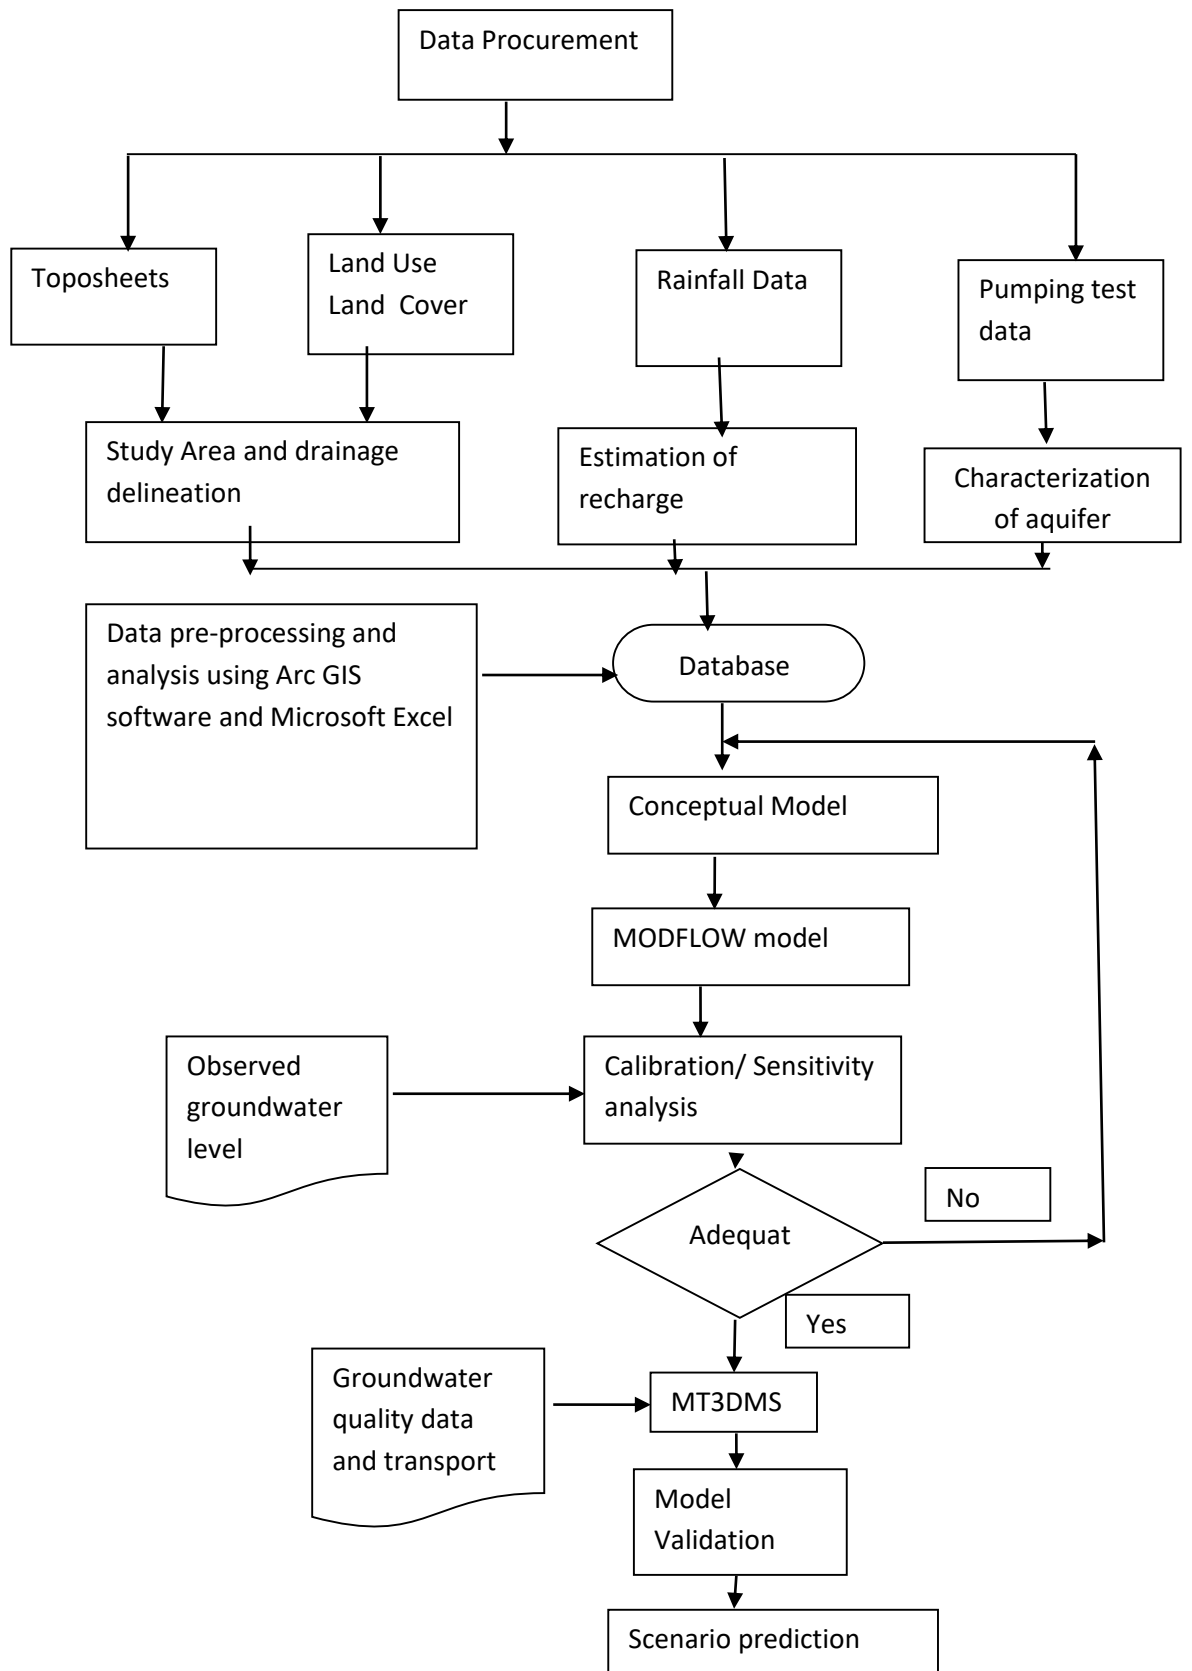 Data Procurement
Toposheets
Land Use
Land Cover
Rainfall Data
Pumping test
data
Study Area and drainage
delineation
Estimation of
recharge
Characterization
of aquifer
Data pre-processing and
analysis using Arc GIS
software and Microsoft Excel
Database
Conceptual Model
MODFLOW model
Observed
groundwater
level
Calibration/ Sensitivity
analysis
No
Adequat
Yes
Groundwater
quality data
and transport
MT3DMS
Model
Validation
Scenario prediction